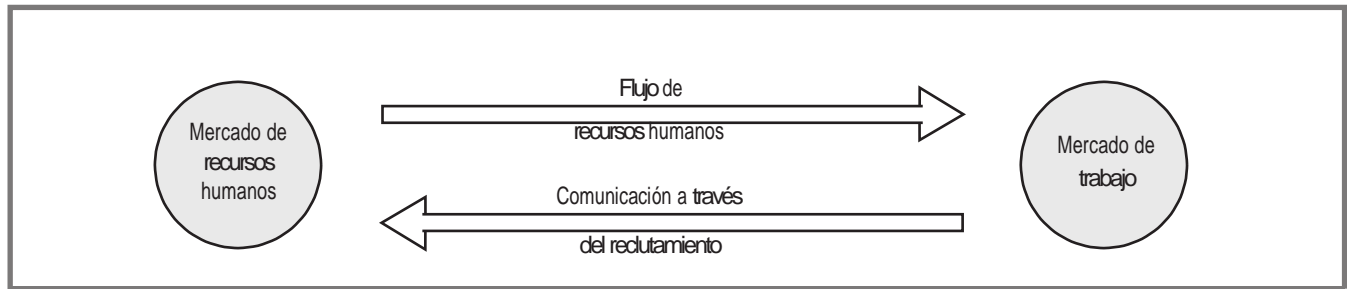 Mercado de
recursos
humanos
Flujo de
recursos humanos
Comunicación a través
del reclutamiento
Mercado de
trabajo